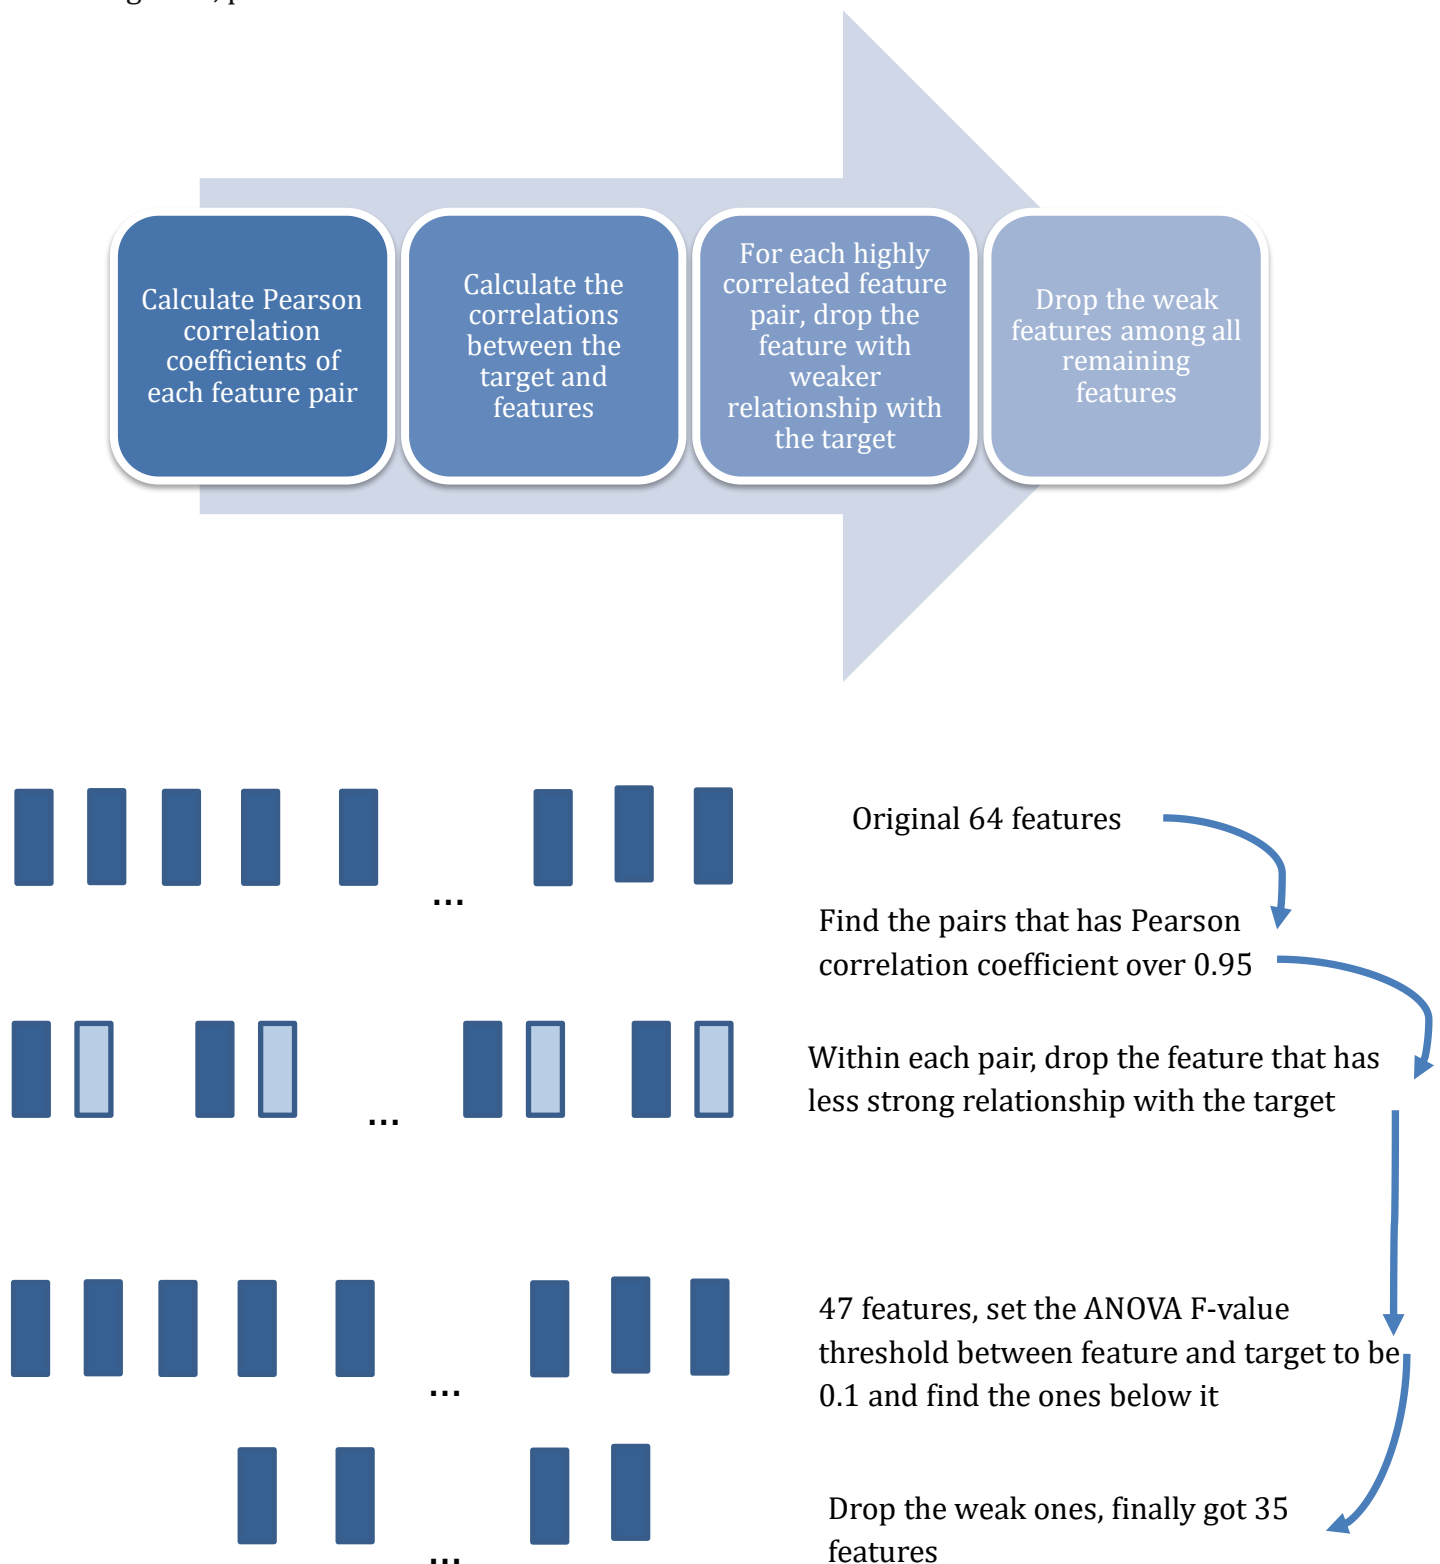 Calculate Pearson
correlation
coefficients of
each feature pair
Calculate the
correlations
between the
target and
features
For each highly
correlated feature
pair, drop the
feature with
weaker
relationship with
the target
Drop the weak
features among all
remaining
features
Original 64 features
...
Find the pairs that has Pearson
correlation coefficient over 0.95
Within each pair, drop the feature that has
less strong relationship with the target
...
47 features, set the ANOVA F-value
threshold between feature and target to be
0.1 and find the ones below it
...
Drop the weak ones, finally got 35
features
...